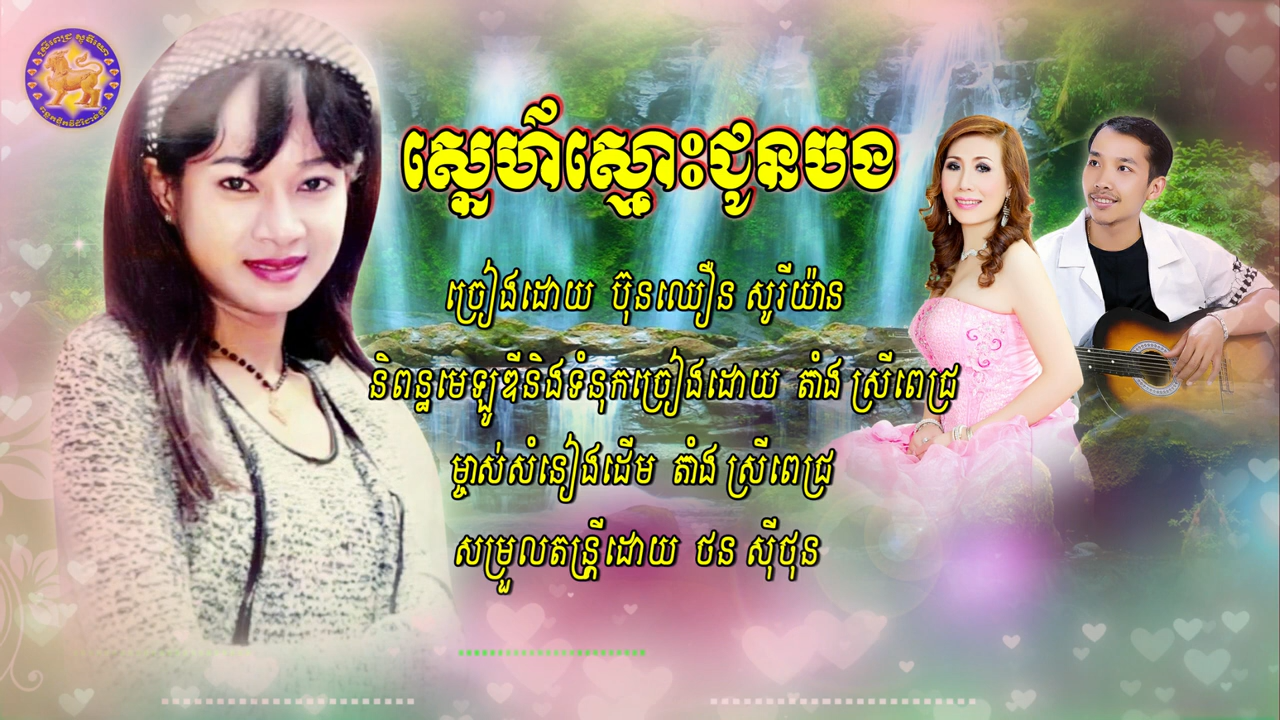 ស្នេហ៍ស្មោះជូនបង
ច្រៀងដោយ ប៊ុនឈឿន សូរីយ៉ាន
និពន្ធមេឡូឌីនិងទំនុកច្រៀងដោយ តាំង ស្រីពេជ្រ
ម្ចាស់សំនៀងដើម តាំង ស្រីពេជ្រ
សម្រួលតន្ត្រីដោយ ថន ស៊ីថុន